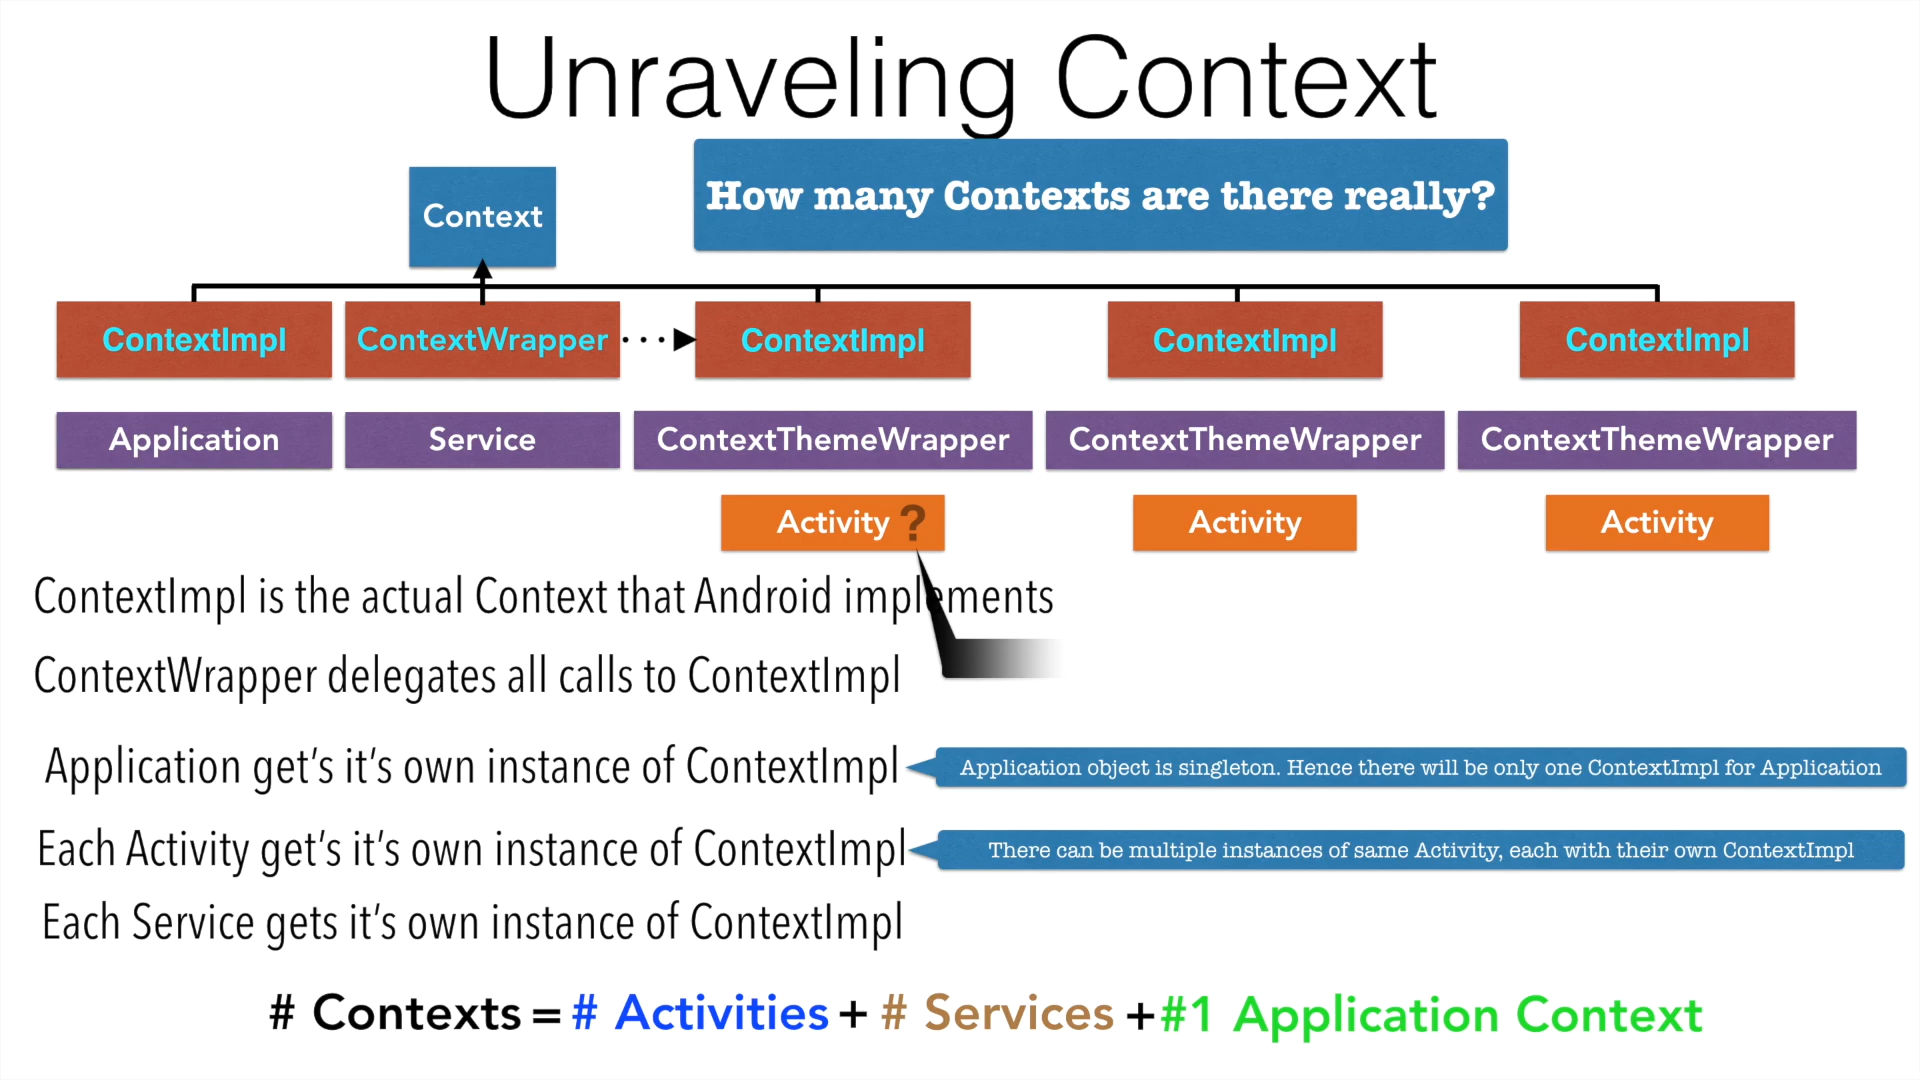 Unraveling Context
Context
How many Contexts are there really?
ContextImpl
ContextWrapper
ContextImpl
ContextImpl
ContextImpl
Application
Service
ContextThemeWrapper
ContextThemeWrapper
ContextThemeWrapper
Activity ?
Activity
Activity
ContextImpl is the actual Context that Android implements
ContextWrapper delegates all calls to ContextImpl
Application get's it's own instance of ContextImpl
Application object is singleton. Hence there will be only one ContextImpl for Application
Each Activity get's it's own instance of ContextImpl
There can be multiple instances of same Activity, each with their own ContextImpl
Each Service gets it's own instance of ContextImpl
# Contexts = # Activities + # Services + #1 Application Context